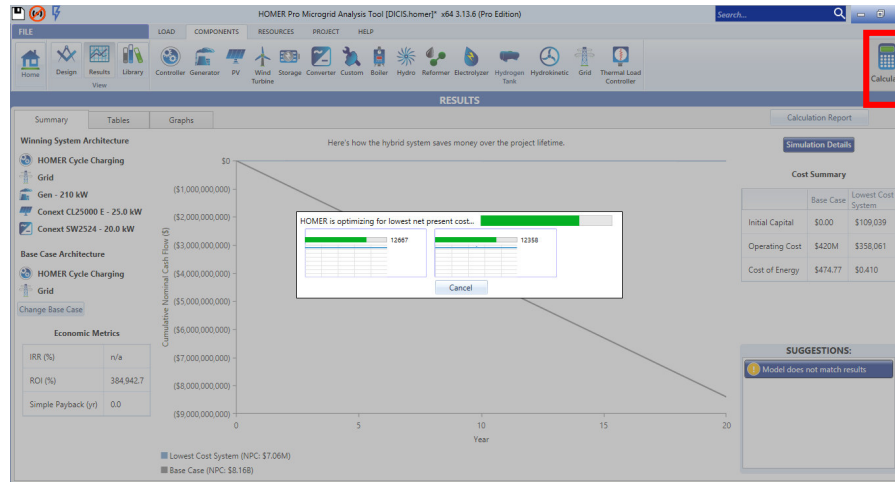 HOMER Pro Microgrid Analysis Tool [DICIS.homer]* x64 3.13.6 (Pro Edition)
Search...
FILE
LOAD COMPONENTS RESOURCES PROJECT HELP
Home Design Results Library Controller Generator PV Wind Turbine Storage Converter Custom Boiler Hydro Reformer Electrolyzer Hydrogen Tank Hydrokinetic Grid Thermal Load Controller
View
Calcula
RESULTS
Summary Tables Graphs
Calculation Report
Winning System Architecture
HOMER Cycle Charging
Grid
Gen - 210 kW
Conext CL25000 E - 25.0 kW
Conext SW2524 - 20.0 kW
Base Case Architecture
HOMER Cycle Charging
Grid
Change Base Case
Economic Metrics
IRR (%) n/a
ROI (%) 384,942.7
Simple Payback (yr) 0.0
Here's how the hybrid system saves money over the project lifetime.
Cumulative Nominal Cash Flow ($)
$0
($1,000,000,000)
($2,000,000,000)
($3,000,000,000)
($4,000,000,000)
($5,000,000,000)
($6,000,000,000)
($7,000,000,000)
($8,000,000,000)
($9,000,000,000)
0 5 10 15 20
Year
Lowest Cost System (NPC: $7.06M)
Base Case (NPC: $8.16B)
HOMER is optimizing for lowest net present cost...
12667 12358
Cancel
Simulation Details
Cost Summary
Base Case Lowest Cost System
Initial Capital $0.00 $109,039
Operating Cost $420M $358,061
Cost of Energy $474.77 $0.410
SUGGESTIONS:
Model does not match results